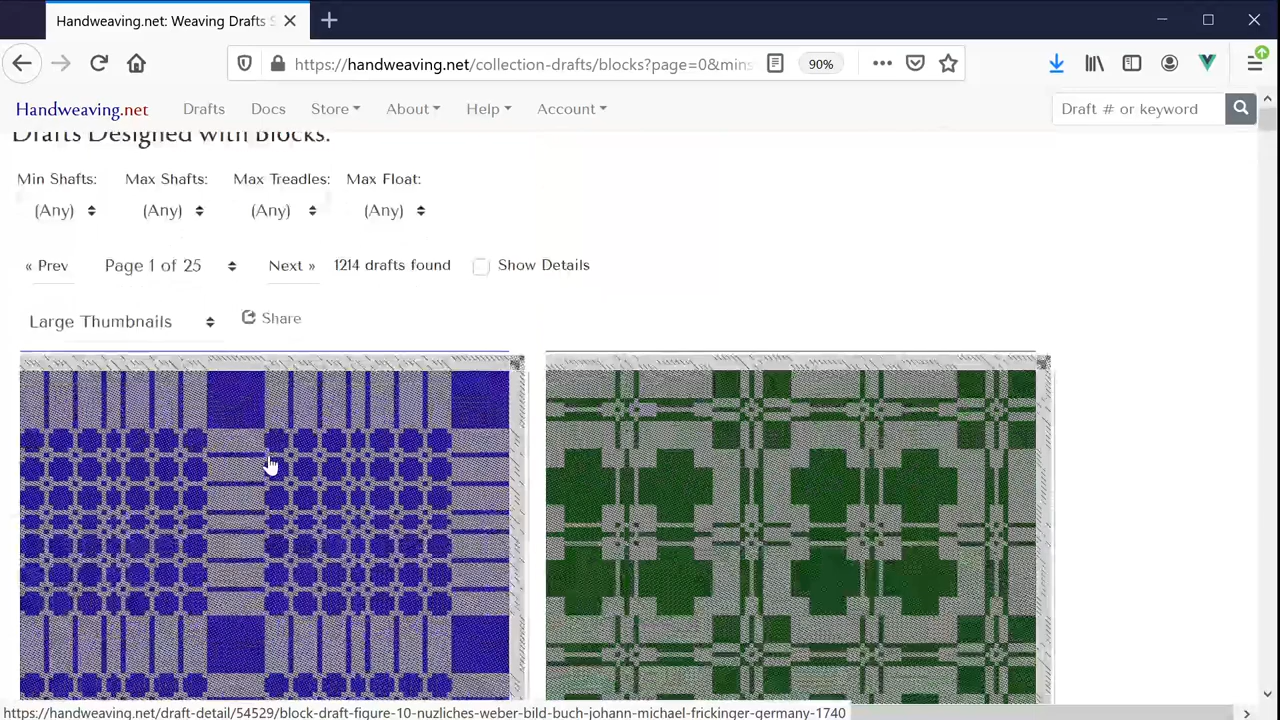 Handweaving.net: Weaving Drafts S
https://handweaving.net/collection-drafts/blocks?page=0&mins
90%
Handweaving.net
Drafts
Docs
Store
About
Help
Account
Draft # or keyword
Drafts Designed with Blocks:
Min Shafts: Max Shafts: Max Treadles: Max Float:
(Any) (Any) (Any) (Any)
« Prev Page 1 of 25 Next » 1214 drafts found Show Details
Large Thumbnails Share
https://handweaving.net/draft-detail/54529/block-draft-figure-10-nuzliches-weber-bild-buch-johann-michael-frickinger-germany-1740